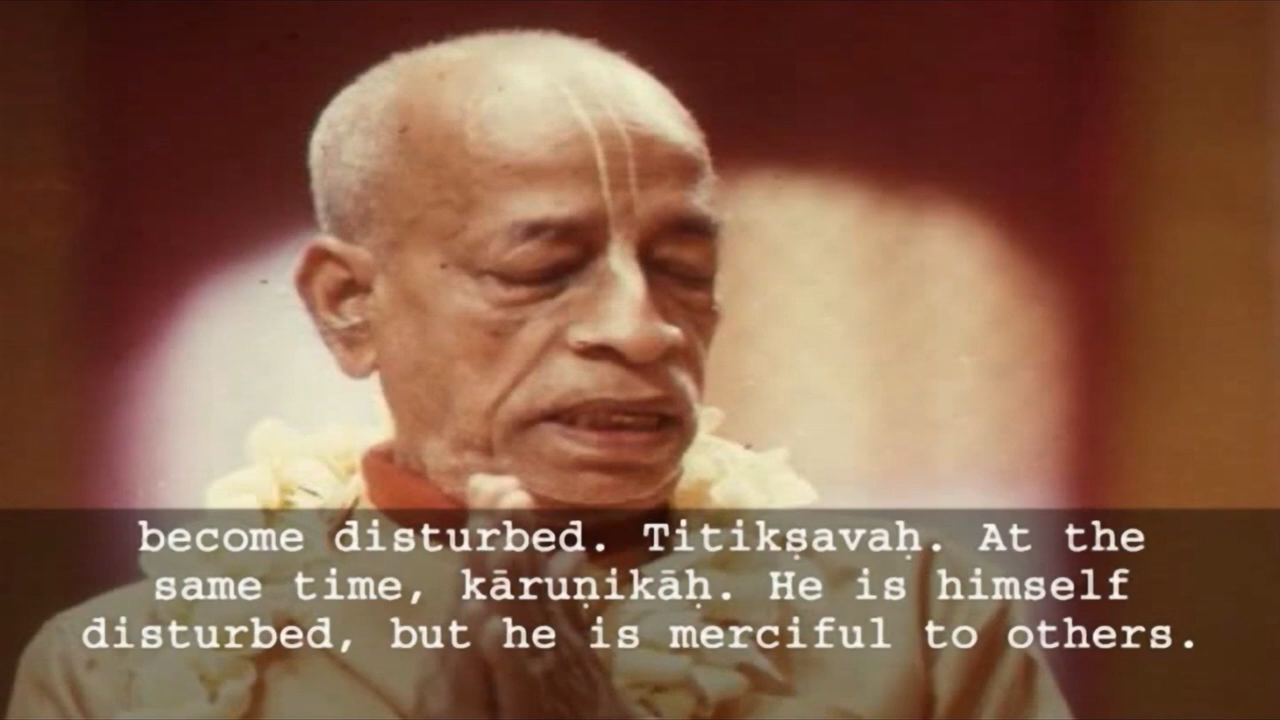 become disturbed. Titikṣavaḥ. At the
same time, kāruṇikāḥ. He is himself
disturbed, but he is merciful to others.